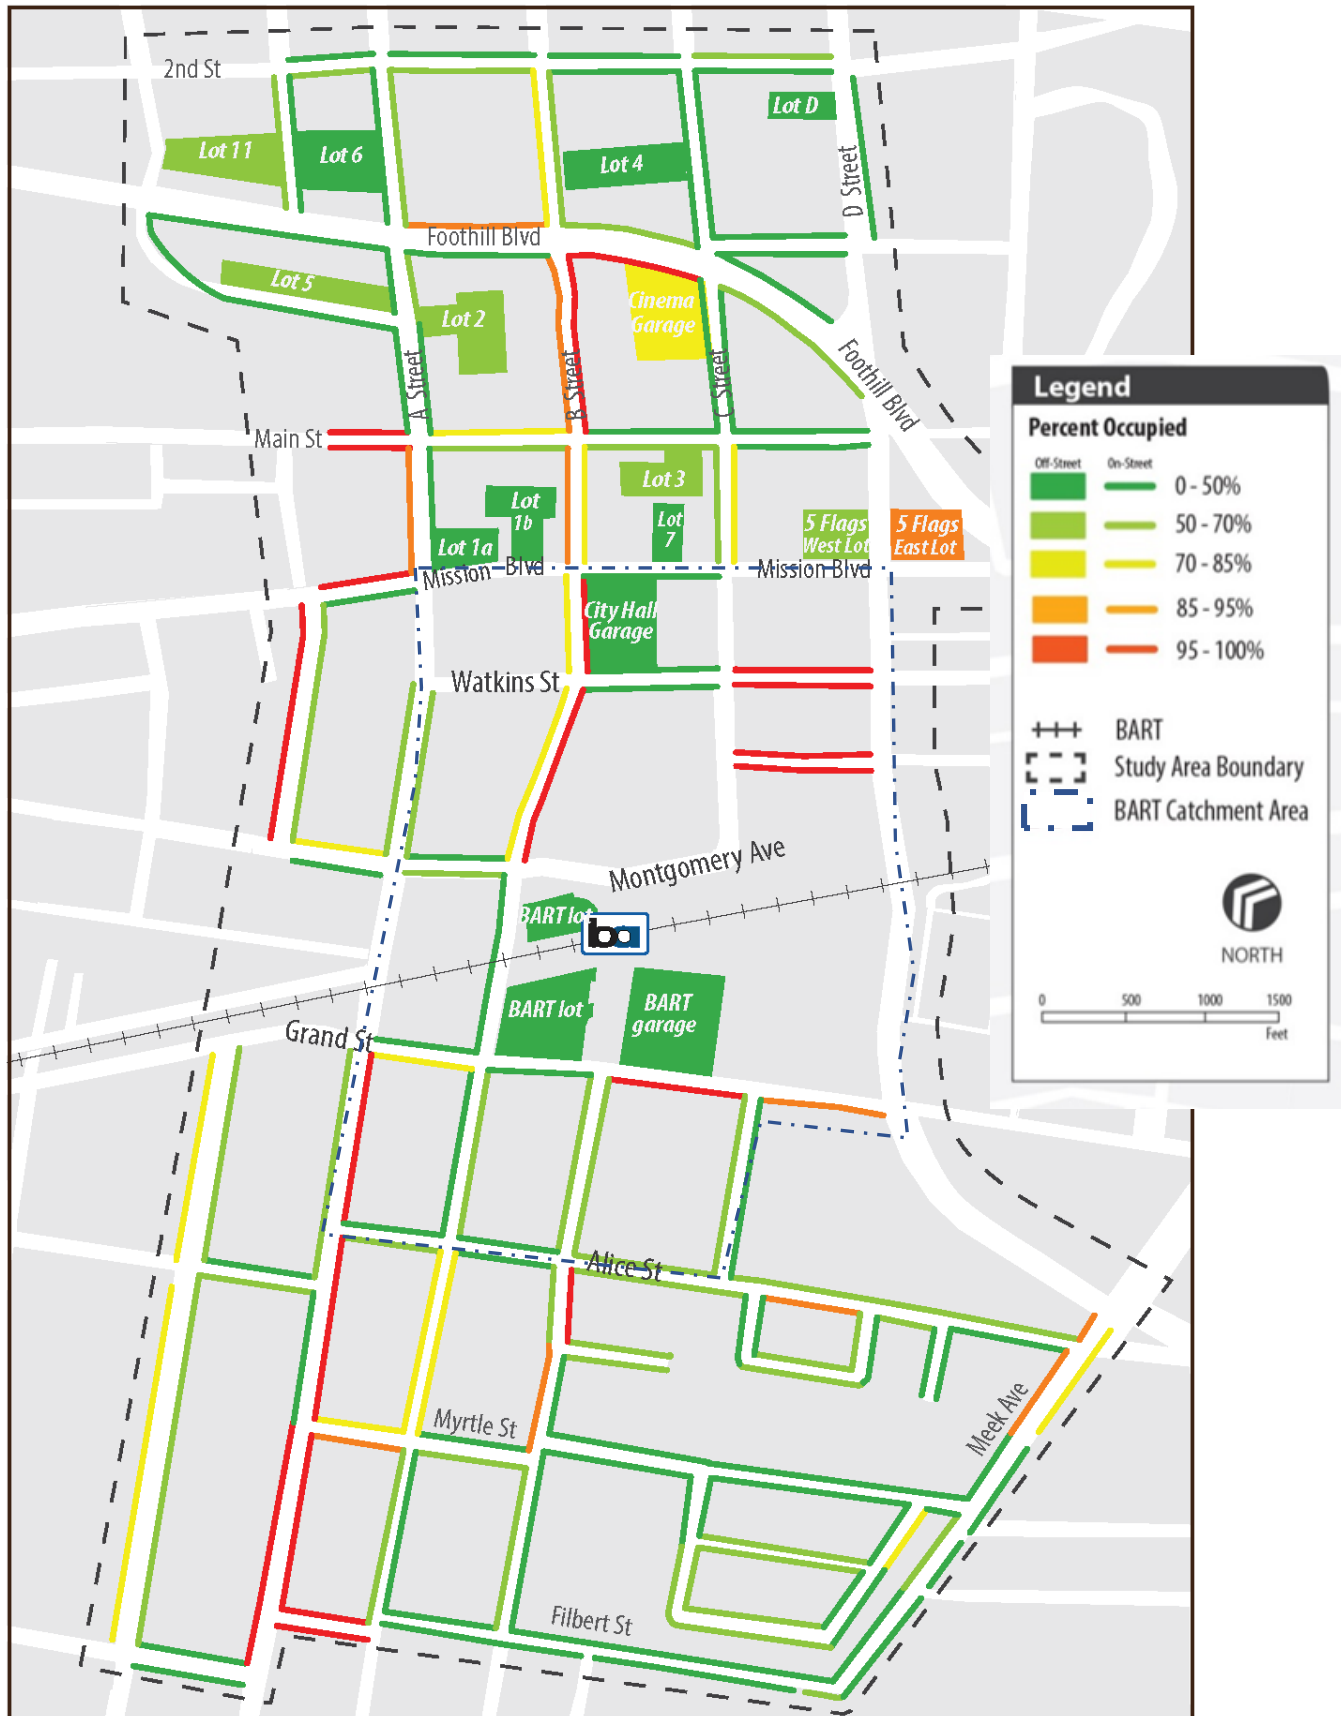 2nd St
Lot D
Lot 11
Lot 6
Lot 4
D Street
Foothill Blvd
Lot 5
Lot 2
Cinema
Garage
A Street
B Street
C Street
Foothill Blvd
Main St
Lot 3
Lot
1b
Lot
7
Lot 1a
5 Flags
West Lot
5 Flags
East Lot
Mission Blvd
Mission Blvd
City Hall
Garage
Watkins St
Montgomery Ave
BART lot
ba
BART lot
BART
garage
Grand St
Alice St
Myrtle St
Meek Ave
Filbert St
Legend
Percent Occupied
Off-Street On-Street
0 - 50%
50 - 70%
70 - 85%
85 - 95%
95 - 100%
BART
Study Area Boundary
BART Catchment Area
NORTH
0 500 1000 1500
Feet